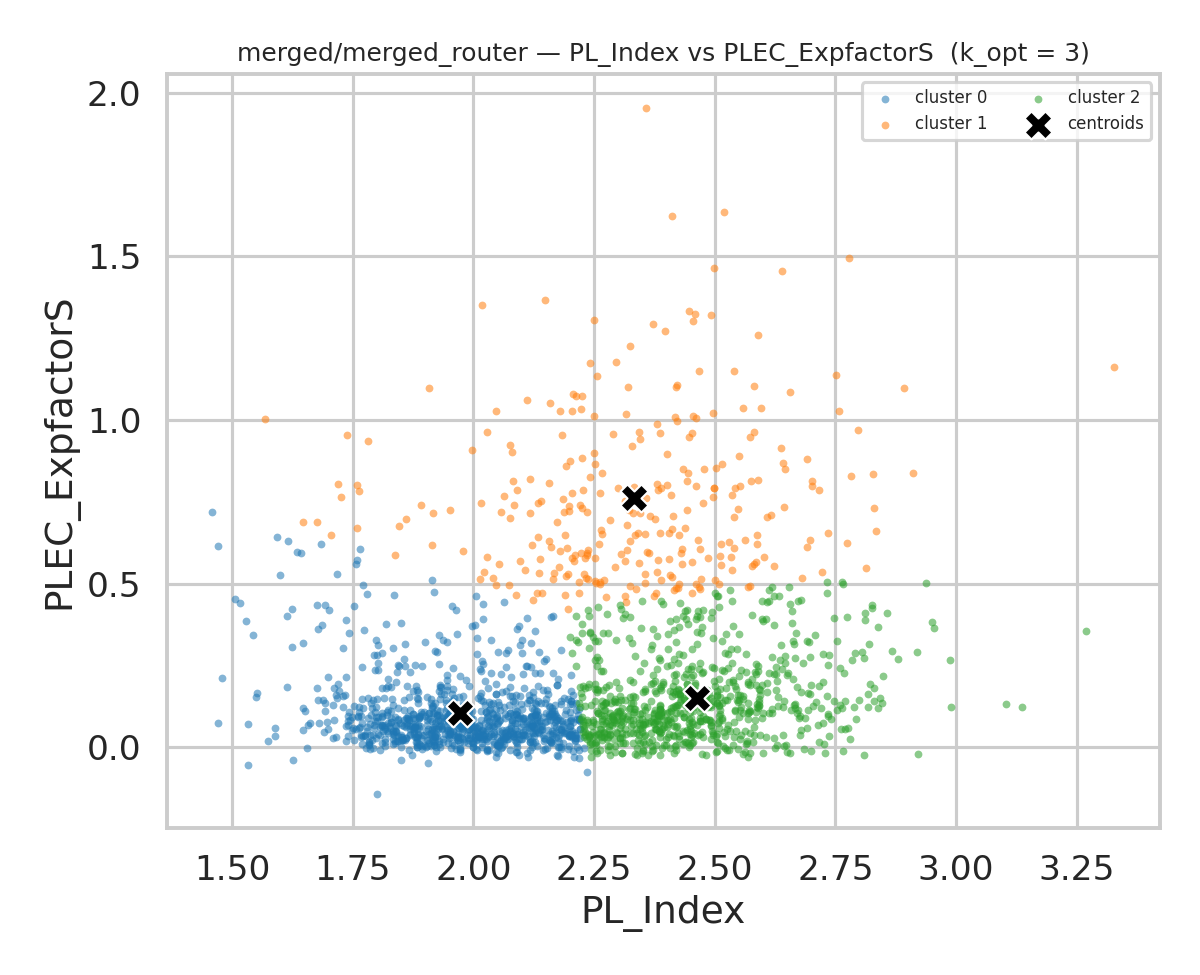 merged/merged_router — PL_Index vs PLEC_ExpfactorS (k_opt = 3)
cluster 0
cluster 1
cluster 2
centroids
PLEC_ExpfactorS
2.0
1.5
1.0
0.5
0.0
1.50 1.75 2.00 2.25 2.50 2.75 3.00 3.25
PL_Index